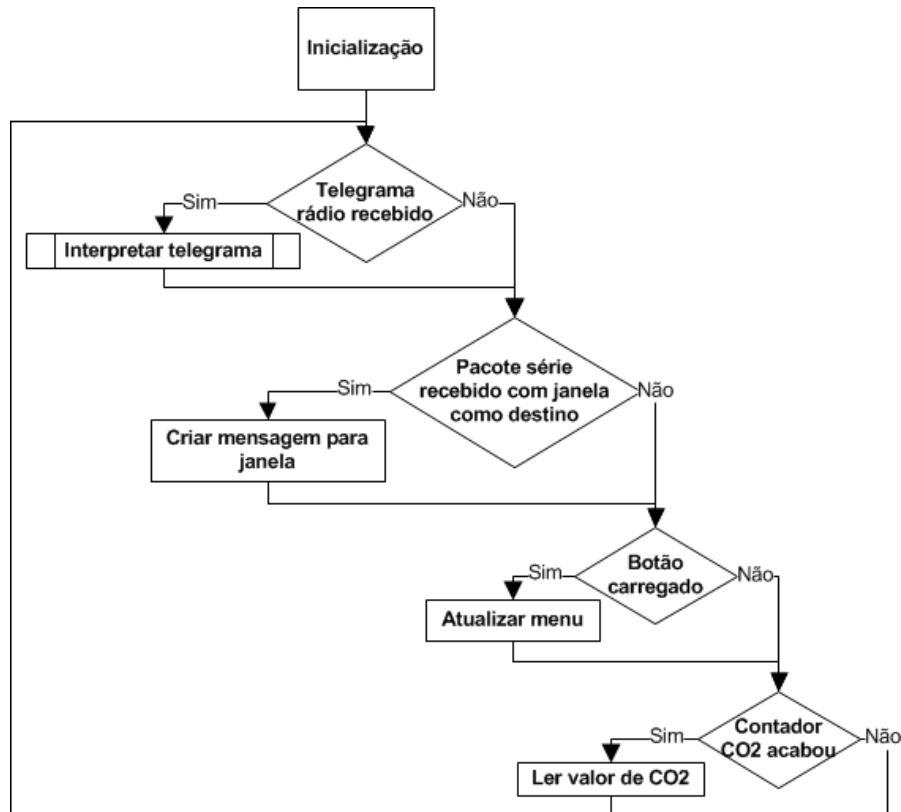 Inicialização
Telegrama
rádio recebido
Sim
Não
Interpretar telegrama
Pacote série
recebido com janela
como destino
Sim
Não
Criar mensagem para
janela
Botão
carregado
Sim
Não
Atualizar menu
Contador
CO2 acabou
Sim
Não
Ler valor de CO2